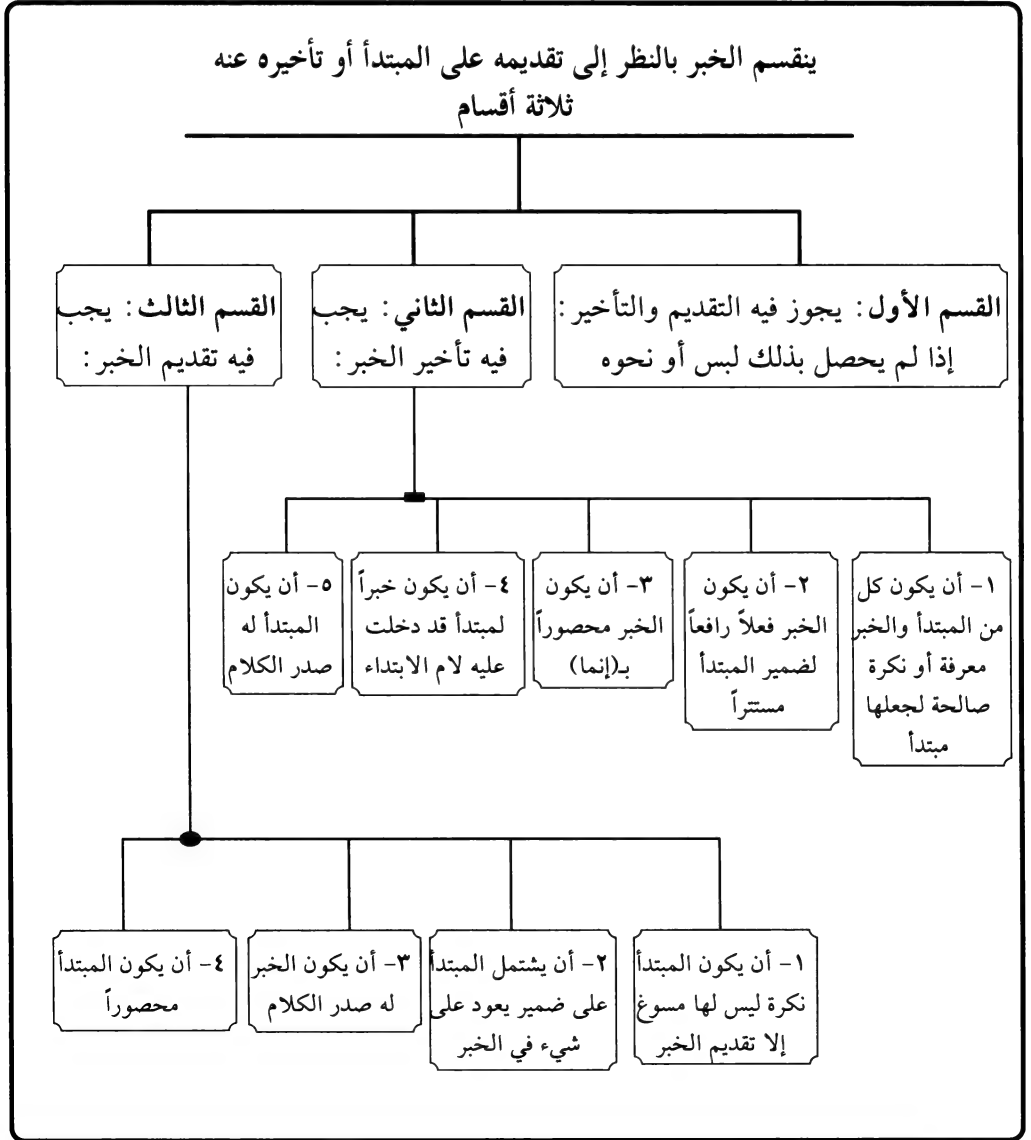 ينقسم الخبر بالنظر إلى تقديمه على المبتدأ أو تأخيره عنه
ثلاثة أقسام
القسم الأول : يجوز فيه التقديم والتأخير :
إذا لم يحصل بذلك لبس أو نحوه
القسم الثاني : يجب
فيه تأخير الخبر :
القسم الثالث : يجب
فيه تقديم الخبر :
١- أن يكون كل
من المبتدأ والخبر
معرفة أو نكرة
صالحة لجعلها
مبتدأ
٢- أن يكون
الخبر فعلاً رافعاً
لضمير المبتدأ
مستتراً
٣- أن يكون
الخبر محصوراً
بـ(إنما)
٤- أن يكون خبراً
لمبتدأ قد دخلت
عليه لام الابتداء
٥- أن يكون
المبتدأ له
صدر الكلام
١- أن يكون المبتدأ
نكرة ليس لها مسوغ
إلا تقديم الخبر
٢- أن يشتمل المبتدأ
على ضمير يعود على
شيء في الخبر
٣- أن يكون الخبر
له صدر الكلام
٤- أن يكون المبتدأ
محصوراً